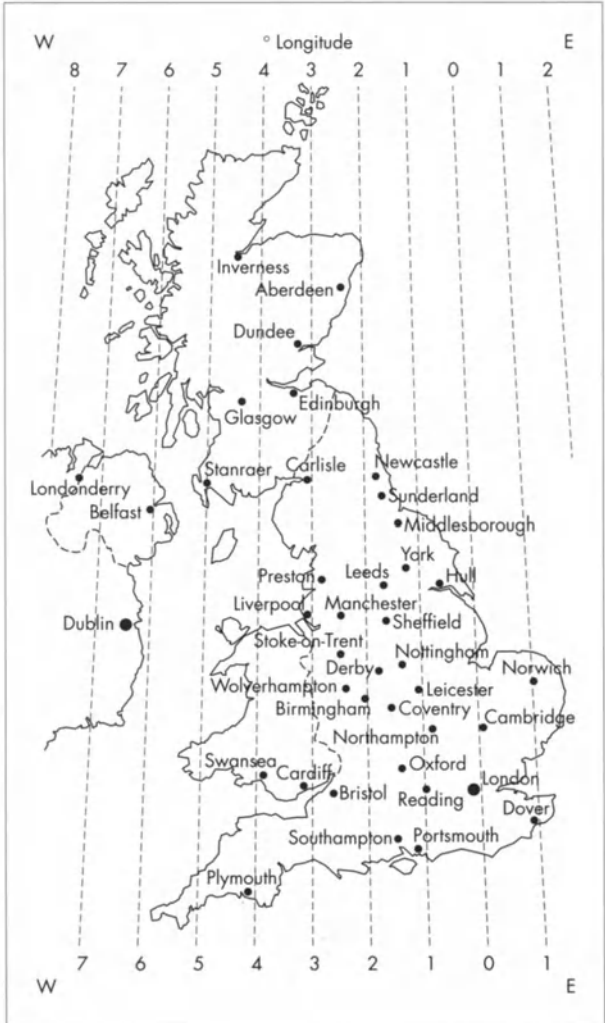 W ° Longitude E
8 7 6 5 4 3 2 1 0 1 2
Inverness
Aberdeen
Dundee
Edinburgh
Glasgow
Stanraer Carlisle Newcastle
Londonderry
Sunderland
Belfast
Middlesborough
York
Preston Leeds Hull
Liverpool Manchester
Dublin Sheffield
Stoke-on-Trent
Nottingham
Derby Norwich
Wolverhampton Leicester
Birmingham Coventry
Cambridge
Northampton
Swansea Oxford
Cardiff London
Bristol Reading
Dover
Southampton Portsmouth
Plymouth
7 6 5 4 3 2 1 0 1
W E